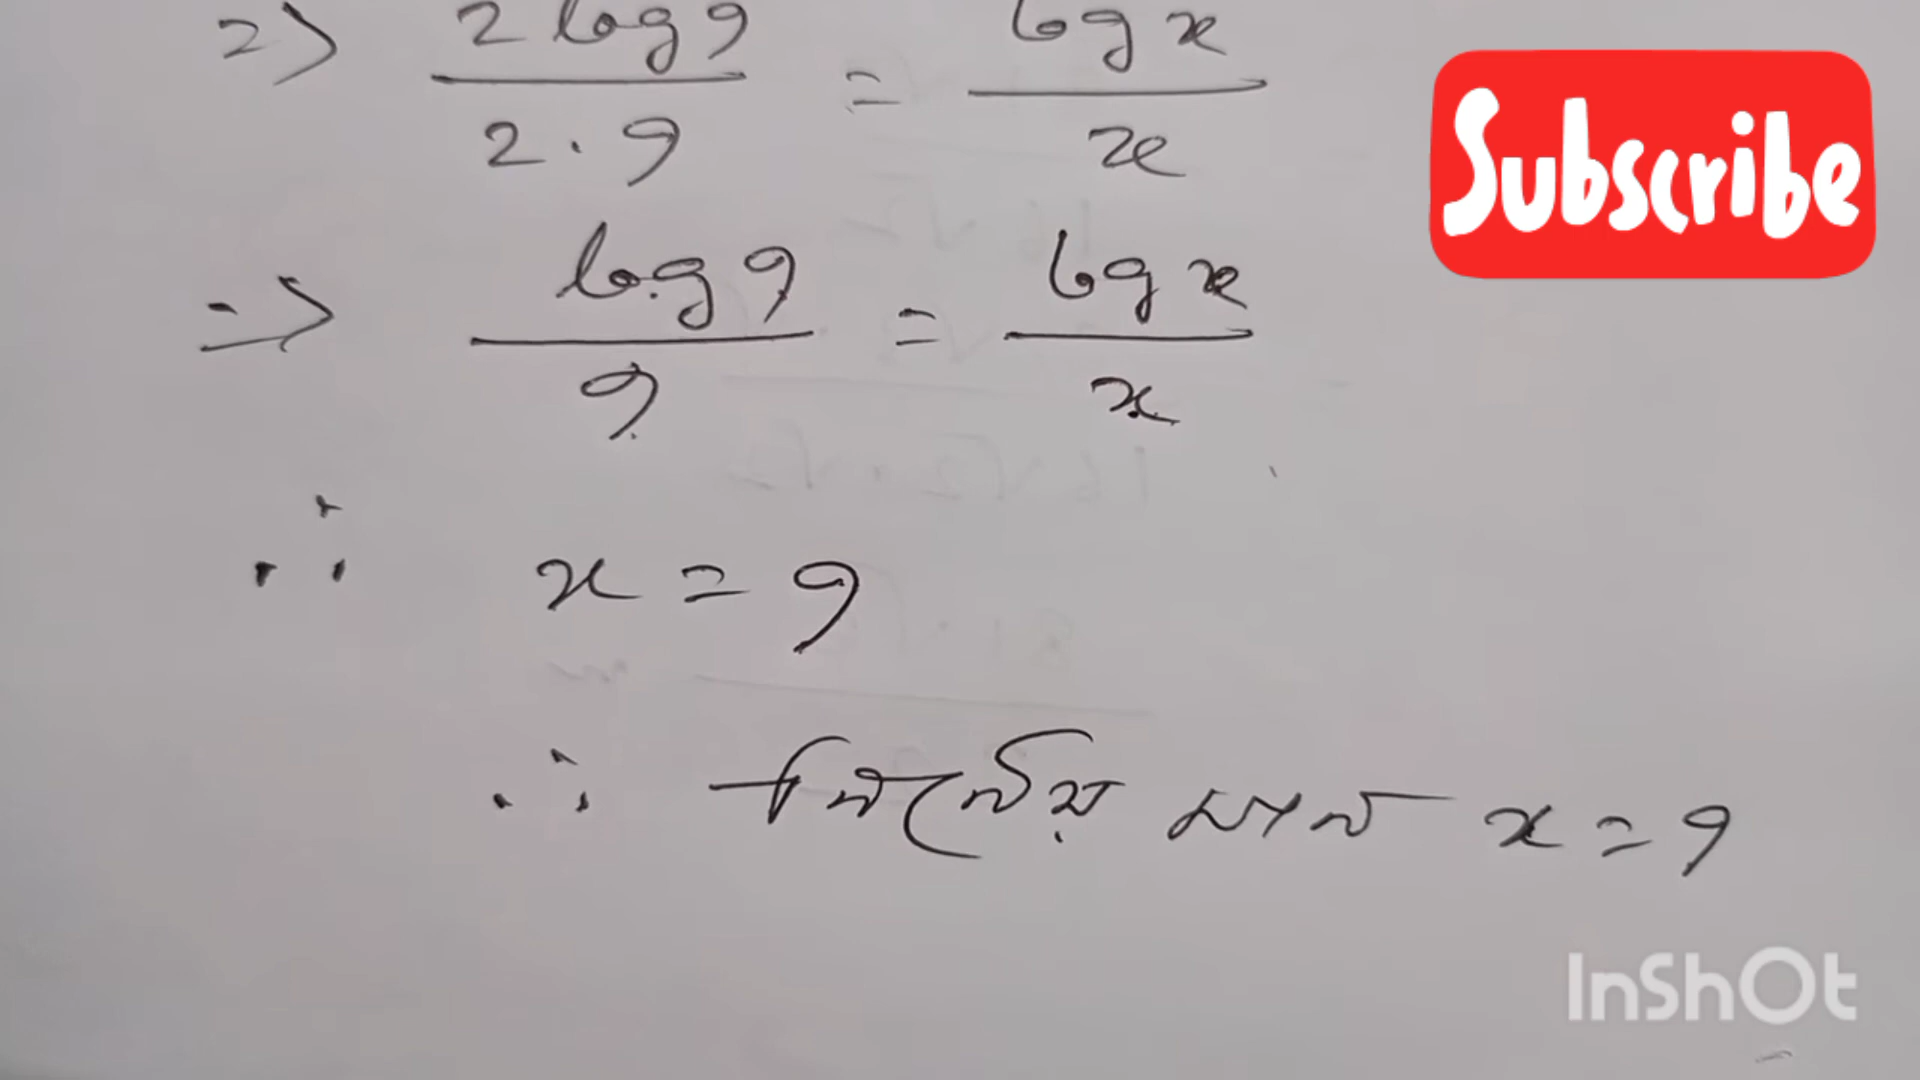 => 2 log 9 / 2 · 9 = log x / x
Subscribe
=> log 9 / 9 = log x / x
∴ x = 9
∴ নির্ণেয় মান x = 9
InShOt